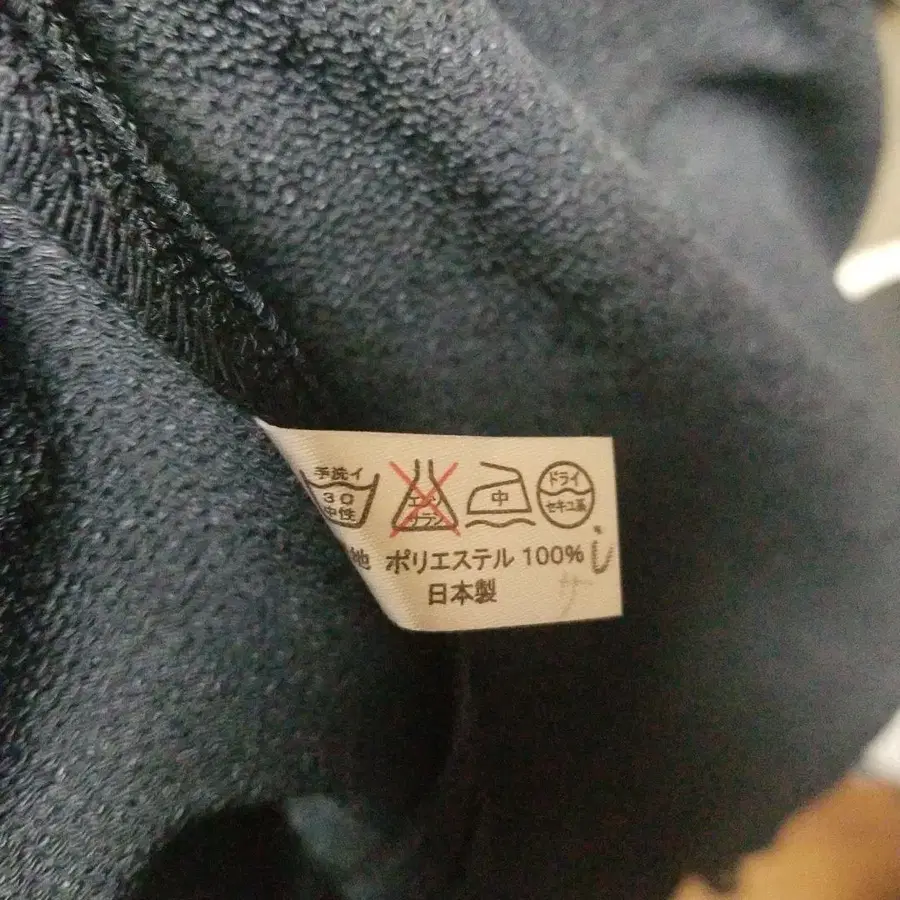 手洗イ
30
中性
エンソ
サラシ
中
ドライ
セキユ系
地 ポリエステル 100%
日本製